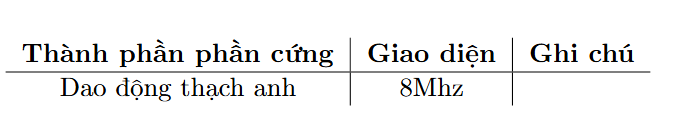 Thành phần phần cứng Giao diện Ghi chú
Dao động thạch anh 8Mhz